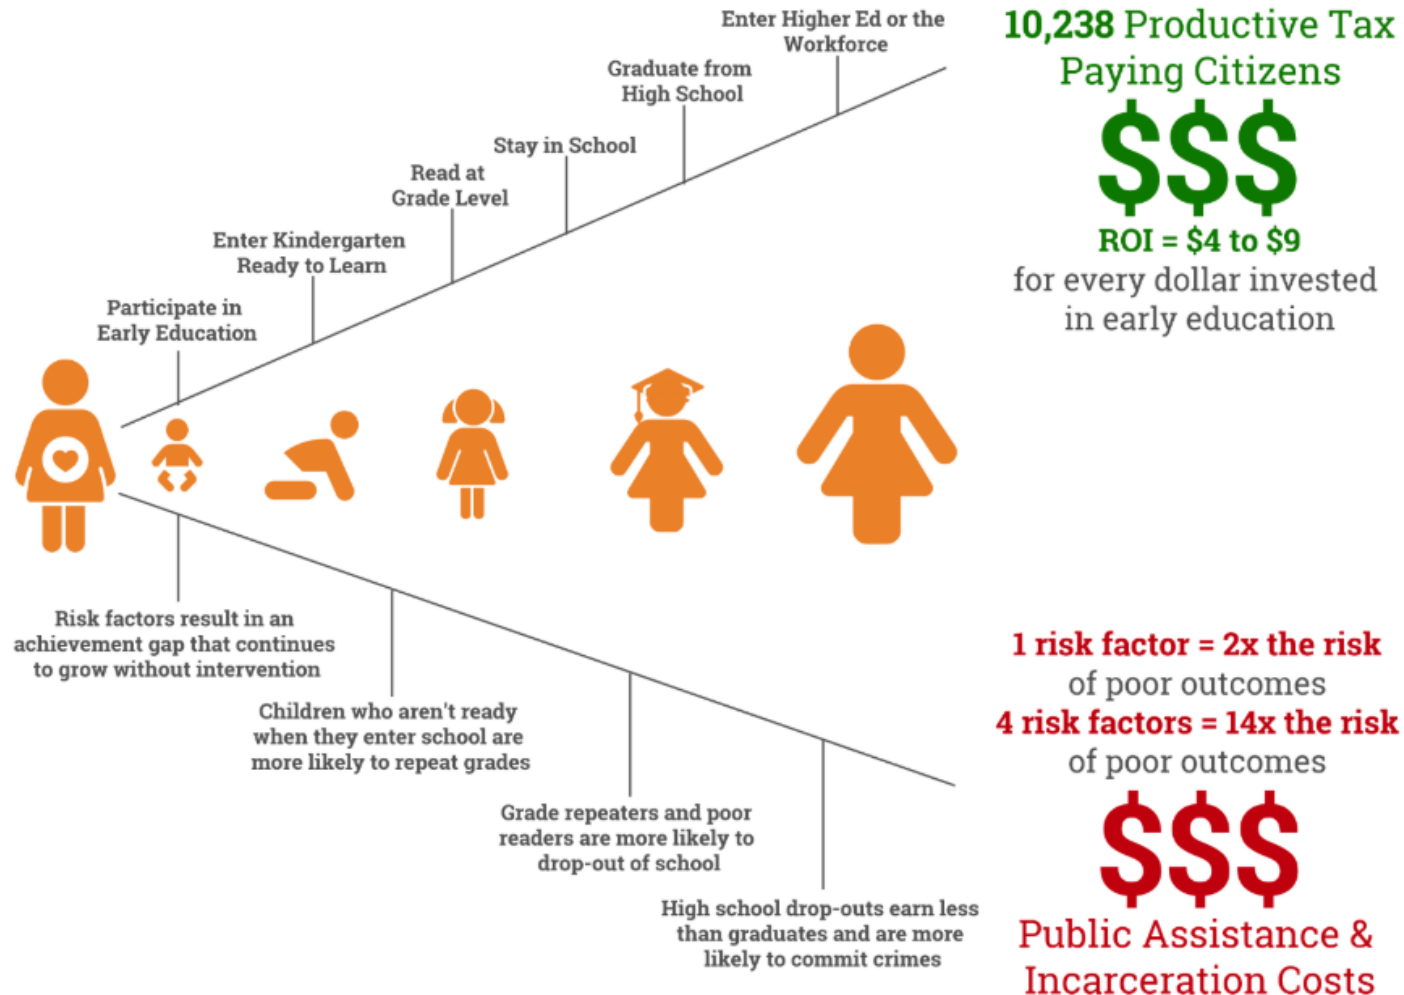 Enter Higher Ed or the
Workforce
Graduate from
High School
Stay in School
Read at
Grade Level
Enter Kindergarten
Ready to Learn
Participate in
Early Education
10,238 Productive Tax
Paying Citizens
$$$
ROI = $4 to $9
for every dollar invested
in early education
Risk factors result in an
achievement gap that continues
to grow without intervention
Children who aren't ready
when they enter school are
more likely to repeat grades
Grade repeaters and poor
readers are more likely to
drop-out of school
High school drop-outs earn less
than graduates and are more
likely to commit crimes
1 risk factor = 2x the risk
of poor outcomes
4 risk factors = 14x the risk
of poor outcomes
$$$
Public Assistance &
Incarceration Costs